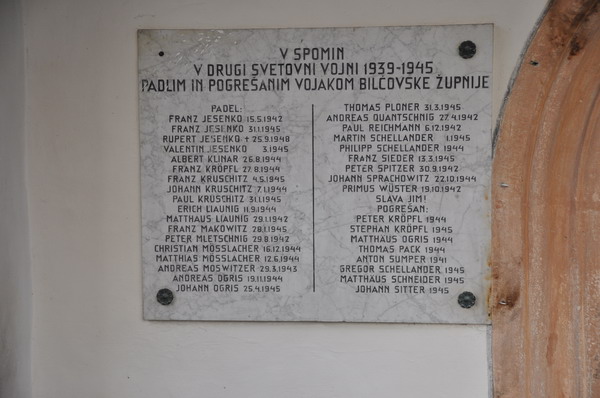 V SPOMIN
V DRUGI SVETOVNI VOJNI 1939-1945
PADLIM IN POGREŠANIM VOJAKOM BILČOVSKE ŽUPNIJE
PADEL:
FRANZ JESENKO 15.5.1942
FRANZ JESENKO 31.1.1945
RUPERT JESENKO + 25.9.1948
VALENTIN JESENKO 3.1945
ALBERT KLINAR 26.8.1944
FRANZ KRÖPFL 27.8.1944
FRANZ KRUSCHITZ 4.5.1945
JOHANN KRUSCHITZ 7.1.1944
PAUL KRUSCHITZ 31.1.1945
ERICH LIAUNIG 11.9.1944
MATTHAUS LIAUNIG 29.1.1942
FRANZ MAKOWITZ 28.1.1945
PETER MLETSCHNIG 29.8.1942
CHRISTIAN MÖSSLACHER 16.12.1944
MATTHIAS MÖSSLACHER 12.6.1944
ANDREAS MOSWITZER 29.3.1943
ANDREAS OGRIS 19.11.1944
JOHANN OGRIS 25.4.1945
THOMAS PLONER 31.3.1945
ANDREAS QUANTSCHNIG 27.4.1942
PAUL REICHMANN 6.12.1942
MARTIN SCHELLANDER 1.1945
PHILIPP SCHELLANDER 1944
FRANZ SIEDER 13.3.1945
PETER SPITZER 30.9.1942
JOHANN SPRACHOWITZ 22.10.1944
PRIMUS WÜSTER 19.10.1942
SLAVA JIM!
POGREŠAN:
PETER KRÖPFL 1944
STEPHAN KRÖPFL 1945
MATTHAUS OGRIS 1944
THOMAS PACK 1944
ANTON SUMPER 1941
GREGOR SCHELLANDER 1945
MATTHÄUS SCHNEIDER 1945
JOHANN SITTER 1945